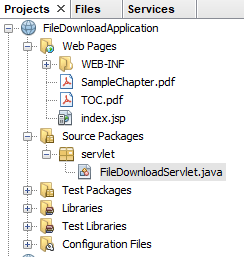 Projects X Files Services
FileDownloadApplication
Web Pages
WEB-INF
SampleChapter.pdf
TOC.pdf
index.jsp
Source Packages
servlet
FileDownloadServlet.java
Test Packages
Libraries
Test Libraries
Configuration Files